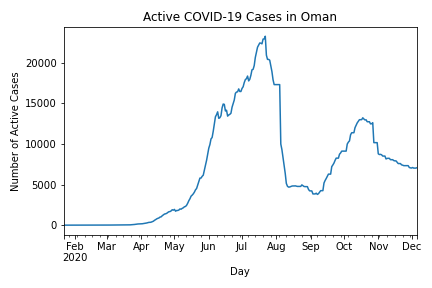 Active COVID-19 Cases in Oman
Number of Active Cases
20000
15000
10000
5000
0
Feb Mar Apr May Jun Jul Aug Sep Oct Nov Dec
2020
Day